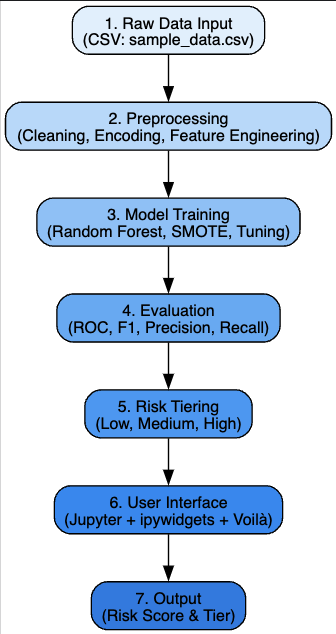 1. Raw Data Input
(CSV: sample_data.csv)
2. Preprocessing
(Cleaning, Encoding, Feature Engineering)
3. Model Training
(Random Forest, SMOTE, Tuning)
4. Evaluation
(ROC, F1, Precision, Recall)
5. Risk Tiering
(Low, Medium, High)
6. User Interface
(Jupyter + ipywidgets + Voilà)
7. Output
(Risk Score & Tier)